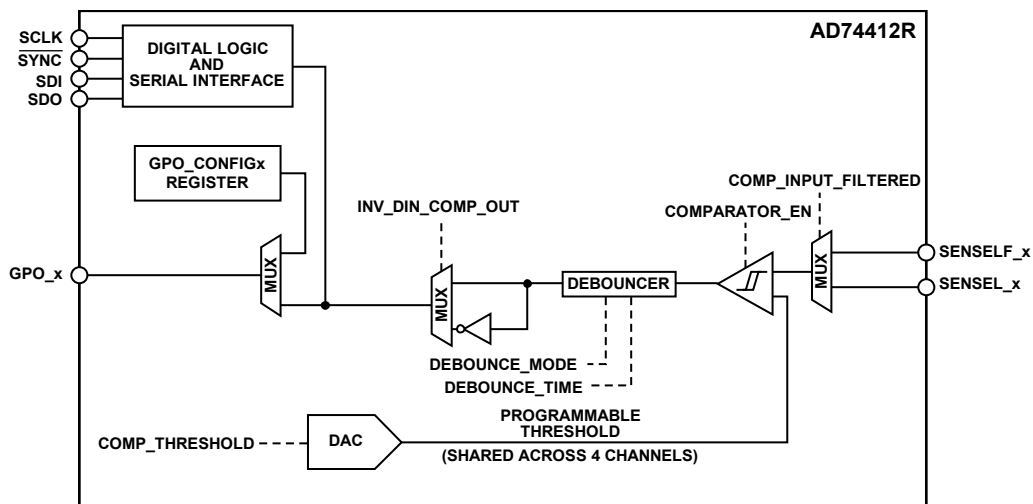 AD74412R
SCLK
SYNC
SDI
SDO
DIGITAL LOGIC
AND
SERIAL INTERFACE
GPO_CONFIGx
REGISTER
COMP_INPUT_FILTERED
INV_DIN_COMP_OUT
COMPARATOR_EN
GPO_x
MUX
MUX
DEBOUNCER
MUX
SENSELF_x
SENSEL_x
DEBOUNCE_MODE
DEBOUNCE_TIME
COMP_THRESHOLD
DAC
PROGRAMMABLE
THRESHOLD
(SHARED ACROSS 4 CHANNELS)